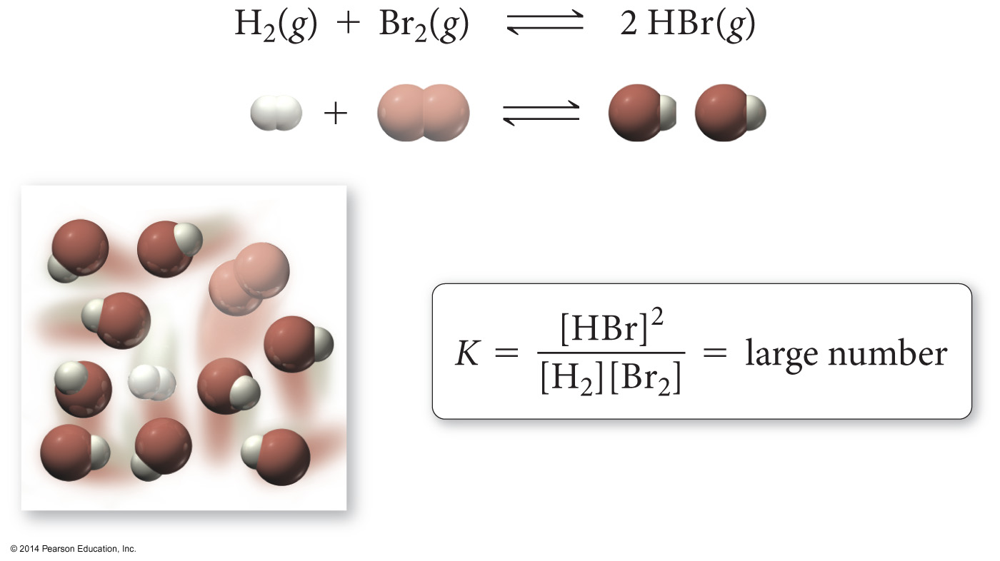 H₂(g) + Br₂(g) ⇌ 2 HBr(g)
+ ⇌
K = [HBr]² / [H₂][Br₂] = large number
© 2014 Pearson Education, Inc.